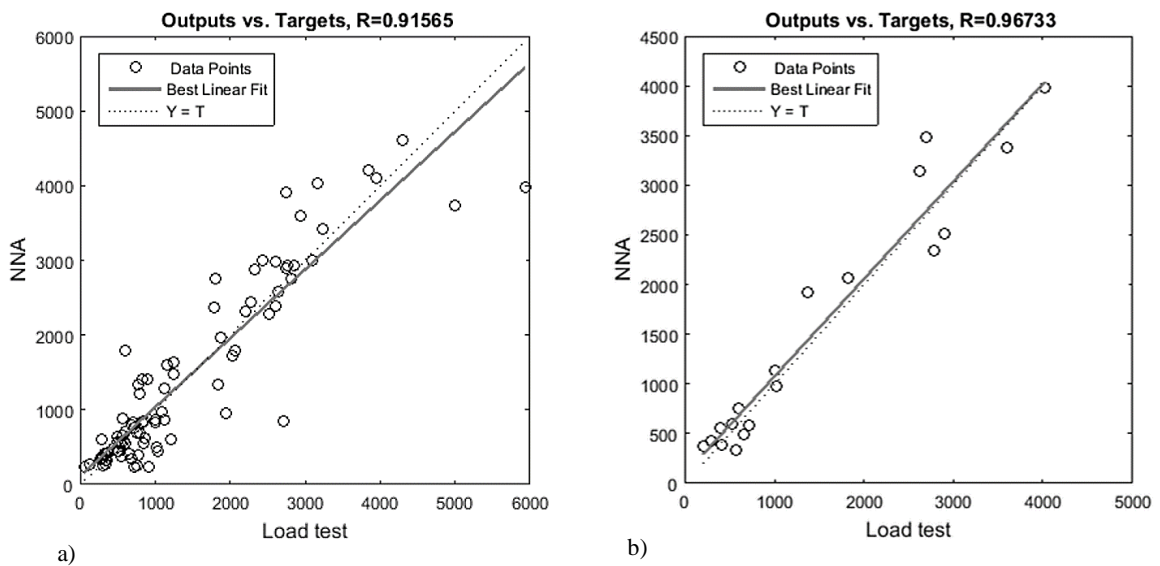 Outputs vs. Targets, R=0.91565
6000
5000
4000
3000
2000
1000
0
NNA
Data Points
Best Linear Fit
Y = T
0 1000 2000 3000 4000 5000 6000
Load test
a)
Outputs vs. Targets, R=0.96733
4500
4000
3500
3000
2500
2000
1500
1000
500
0
NNA
Data Points
Best Linear Fit
Y = T
0 1000 2000 3000 4000 5000
Load test
b)